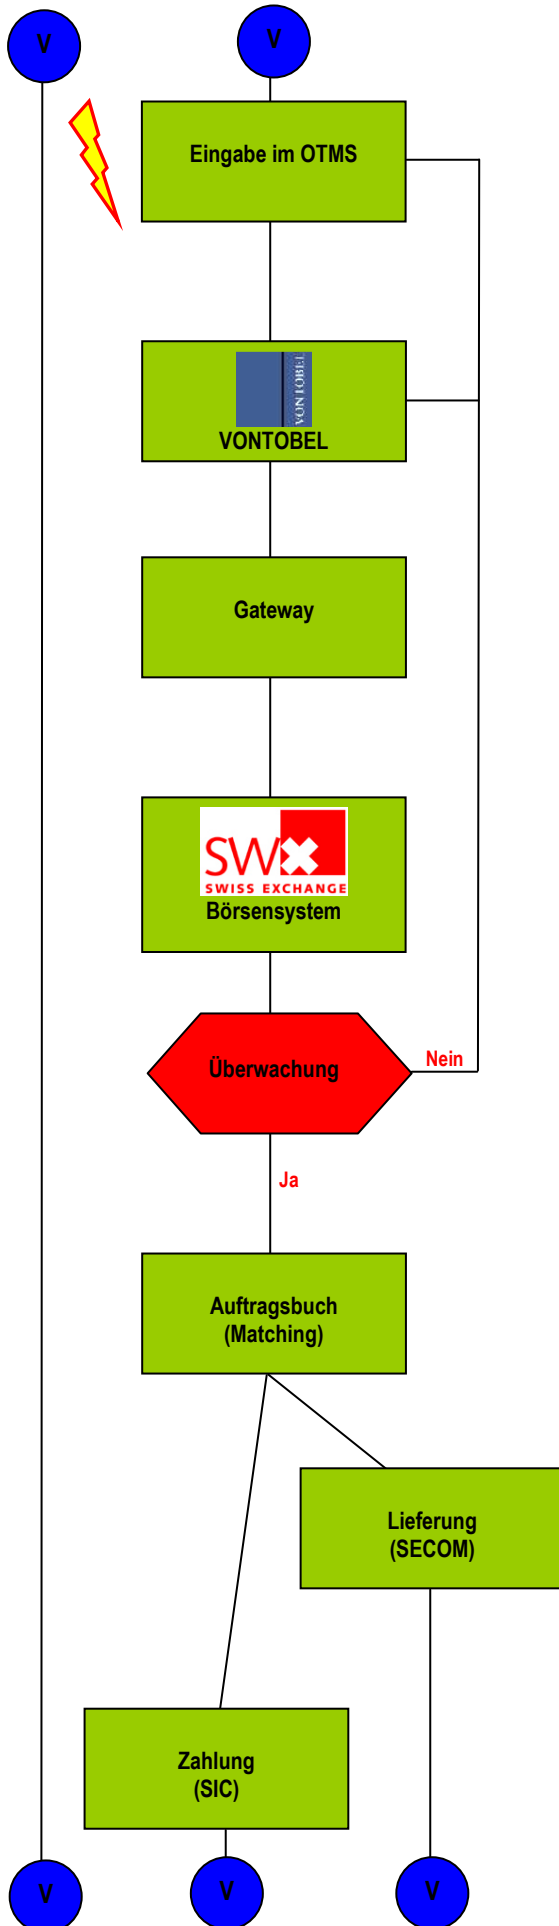 V
V
Eingabe im OTMS
VONTOBEL
VONTOBEL
Gateway
SWX
SWISS EXCHANGE
Börsensystem
Überwachung
Nein
Ja
Auftragsbuch
(Matching)
Lieferung
(SECOM)
Zahlung
(SIC)
V
V
V